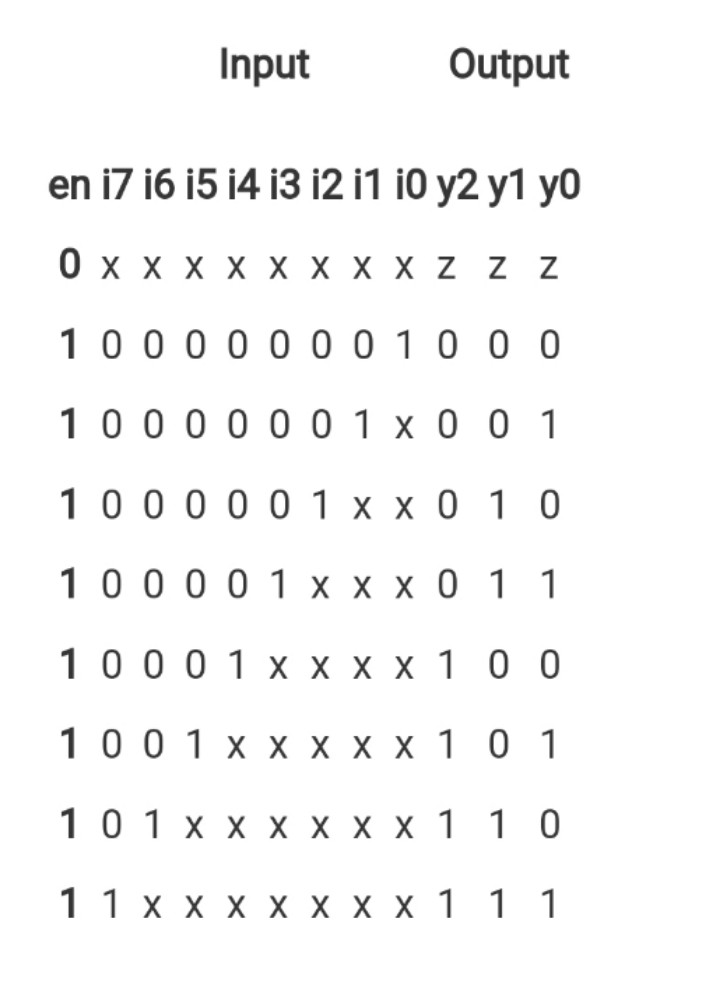 Input Output
en i7 i6 i5 i4 i3 i2 i1 i0 y2 y1 y0
0 x x x x x x x x z z z
1 0 0 0 0 0 0 0 1 0 0 0
1 0 0 0 0 0 0 1 x 0 0 1
1 0 0 0 0 0 1 x x 0 1 0
1 0 0 0 0 1 x x x 0 1 1
1 0 0 0 1 x x x x 1 0 0
1 0 0 1 x x x x x 1 0 1
1 0 1 x x x x x x 1 1 0
1 1 x x x x x x x 1 1 1